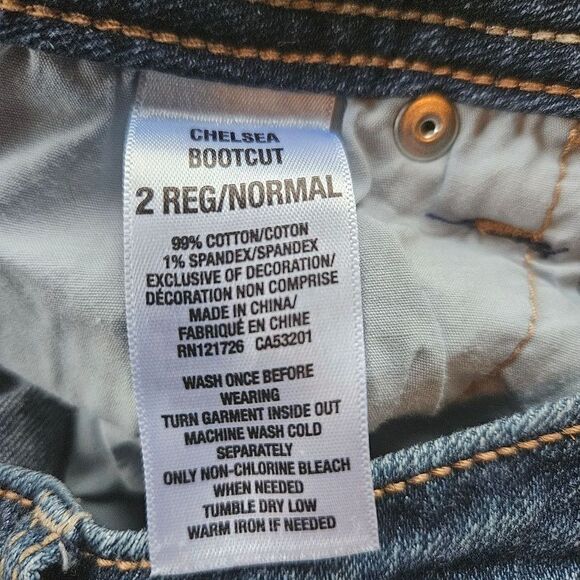 CHELSEA
BOOTCUT
2 REG/NORMAL
99% COTTON/COTON
1% SPANDEX/SPANDEX
EXCLUSIVE OF DECORATION/
DÉCORATION NON COMPRISE
MADE IN CHINA/
FABRIQUÉ EN CHINE
RN121726 CA53201
WASH ONCE BEFORE
WEARING
TURN GARMENT INSIDE OUT
MACHINE WASH COLD
SEPARATELY
ONLY NON-CHLORINE BLEACH
WHEN NEEDED
TUMBLE DRY LOW
WARM IRON IF NEEDED